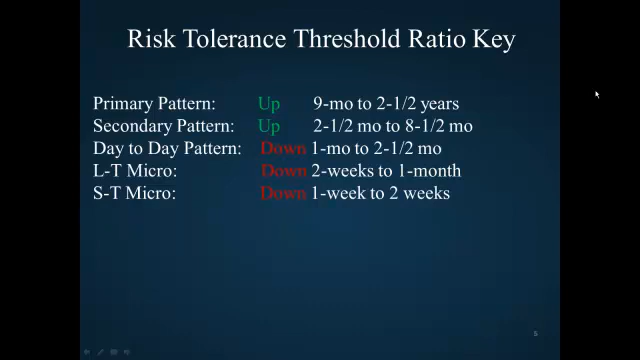 Risk Tolerance Threshold Ratio Key
Primary Pattern: Up 9-mo to 2-1/2 years
Secondary Pattern: Up 2-1/2 mo to 8-1/2 mo
Day to Day Pattern: Down 1-mo to 2-1/2 mo
L-T Micro: Down 2-weeks to 1-month
S-T Micro: Down 1-week to 2 weeks
5